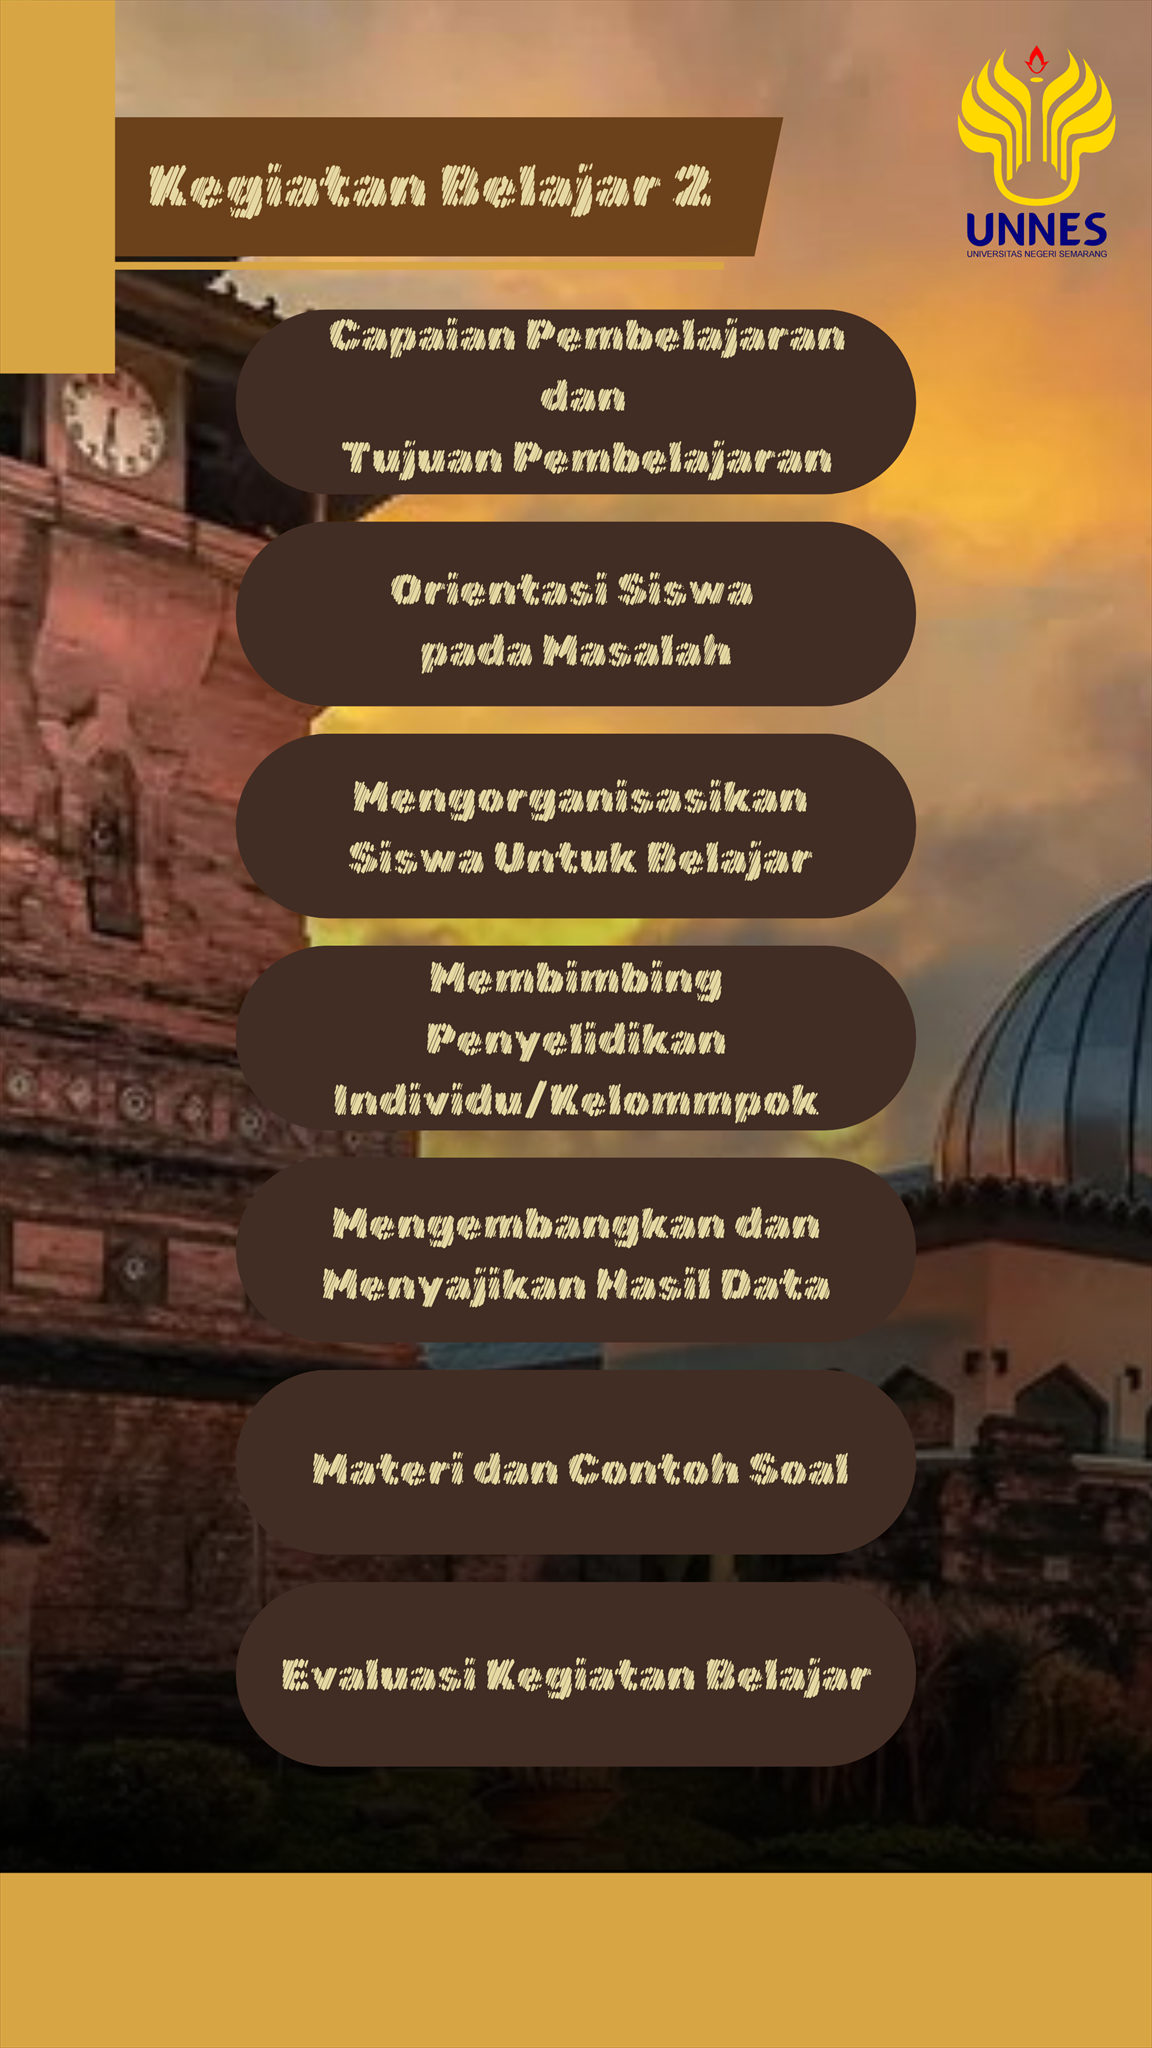 Kegiatan Belajar 2
UNNES
UNIVERSITAS NEGERI SEMARANG
Capaian Pembelajaran
dan
Tujuan Pembelajaran
Orientasi Siswa
pada Masalah
Mengorganisasikan
Siswa Untuk Belajar
Membimbing
Penyelidikan
Individu/Kelommpok
Mengembangkan dan
Menyajikan Hasil Data
Materi dan Contoh Soal
Evaluasi Kegiatan Belajar